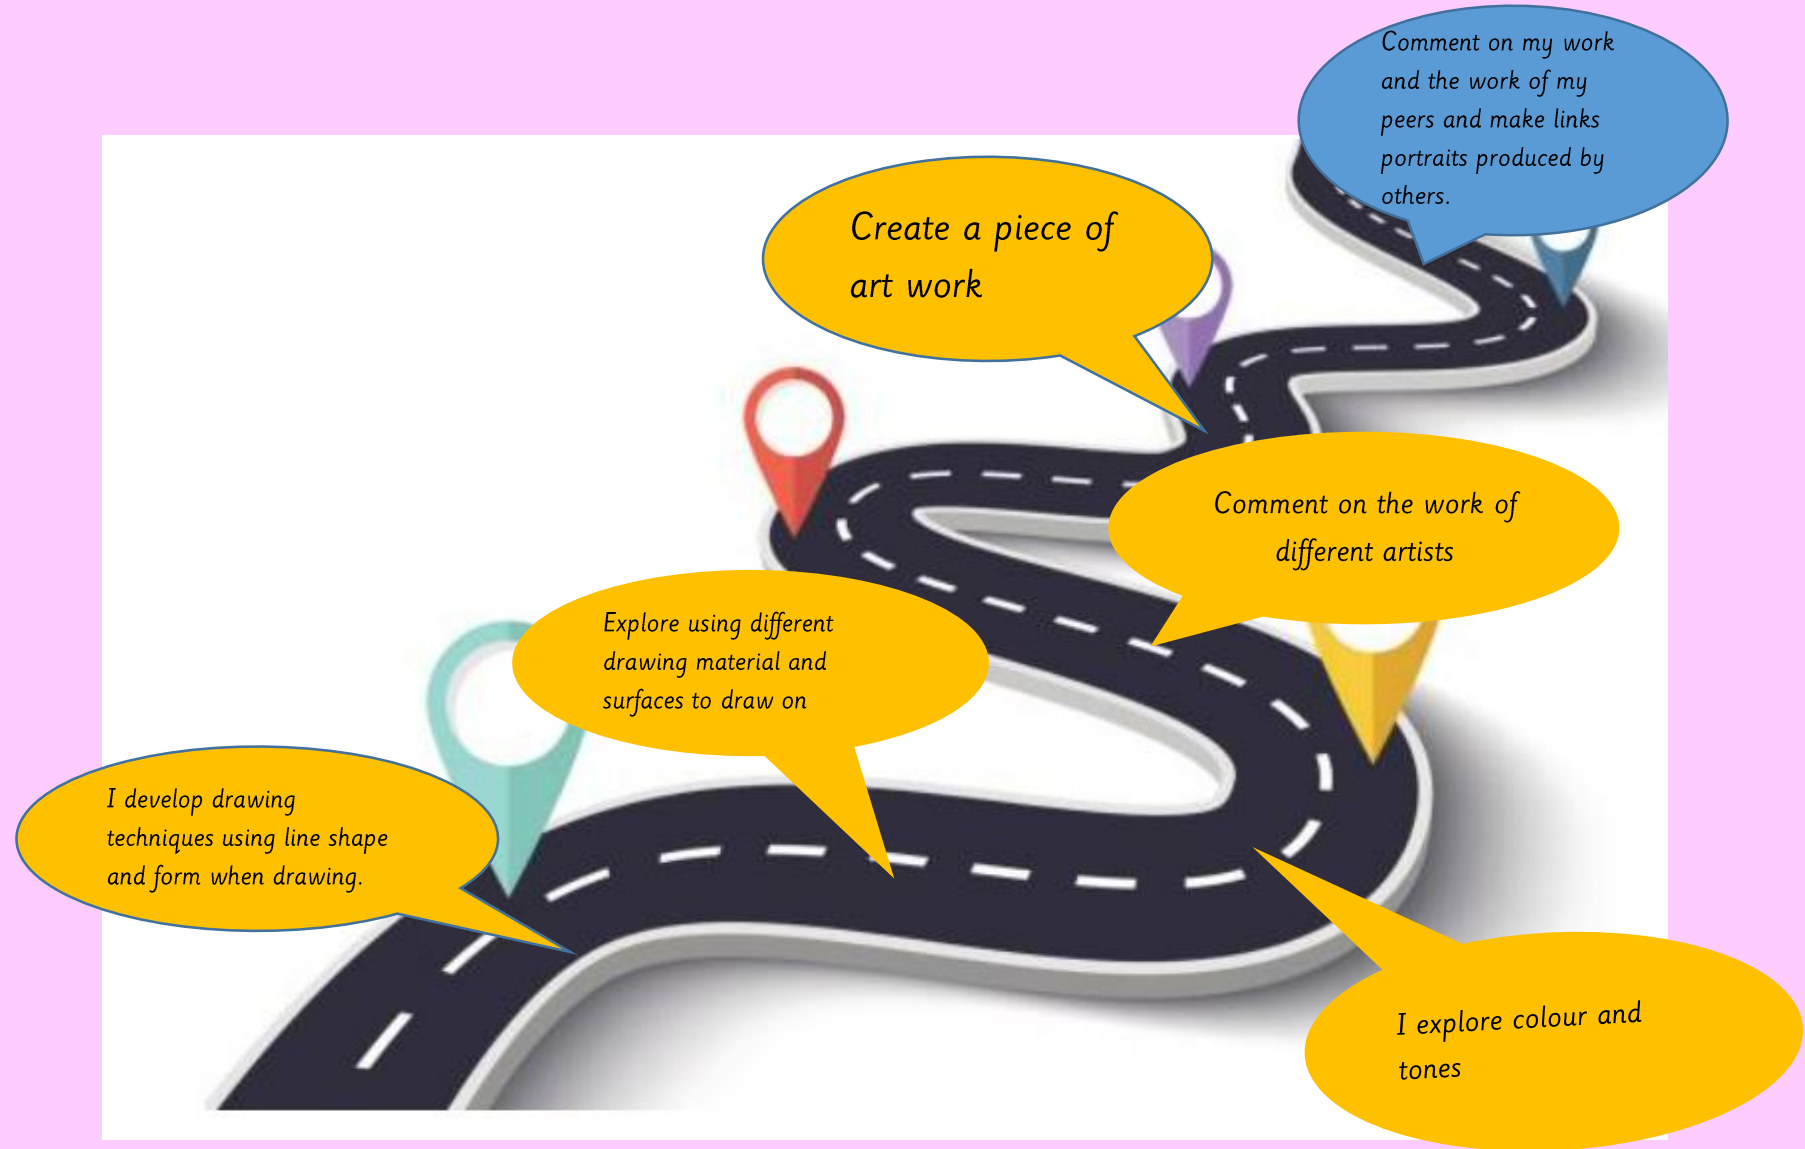 Comment on my work
and the work of my
peers and make links
portraits produced by
others.
Create a piece of
art work
Comment on the work of
different artists
Explore using different
drawing material and
surfaces to draw on
I develop drawing
techniques using line shape
and form when drawing.
I explore colour and
tones